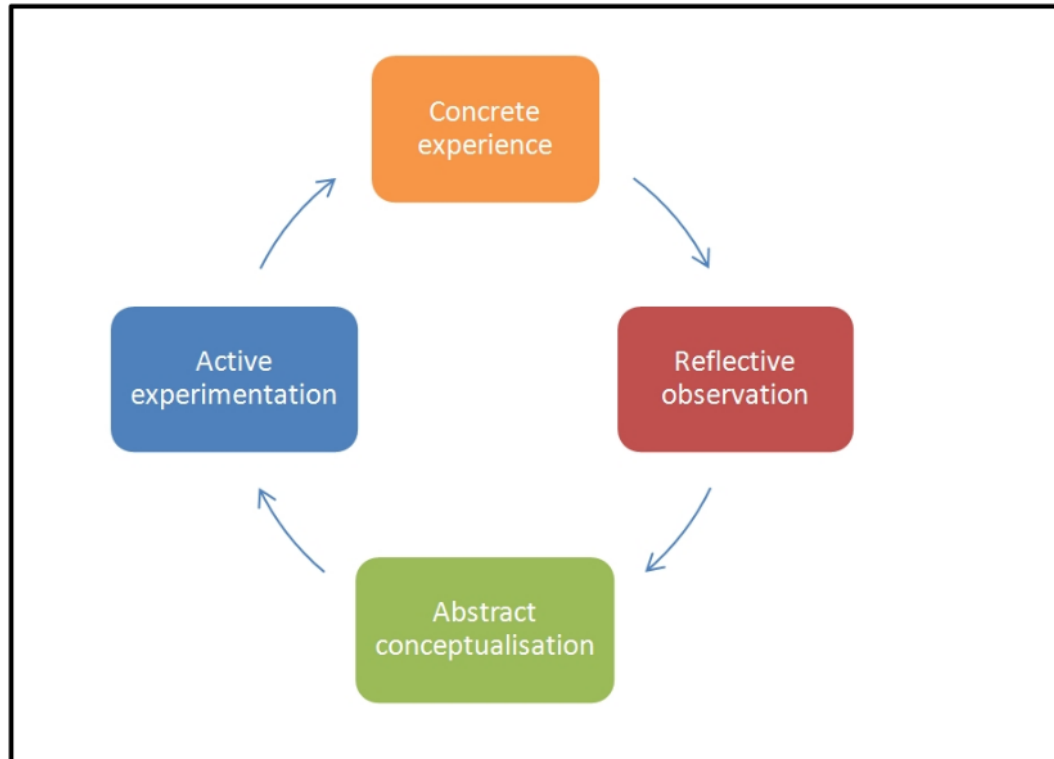 Concrete
experience
Reflective
observation
Abstract
conceptualisation
Active
experimentation